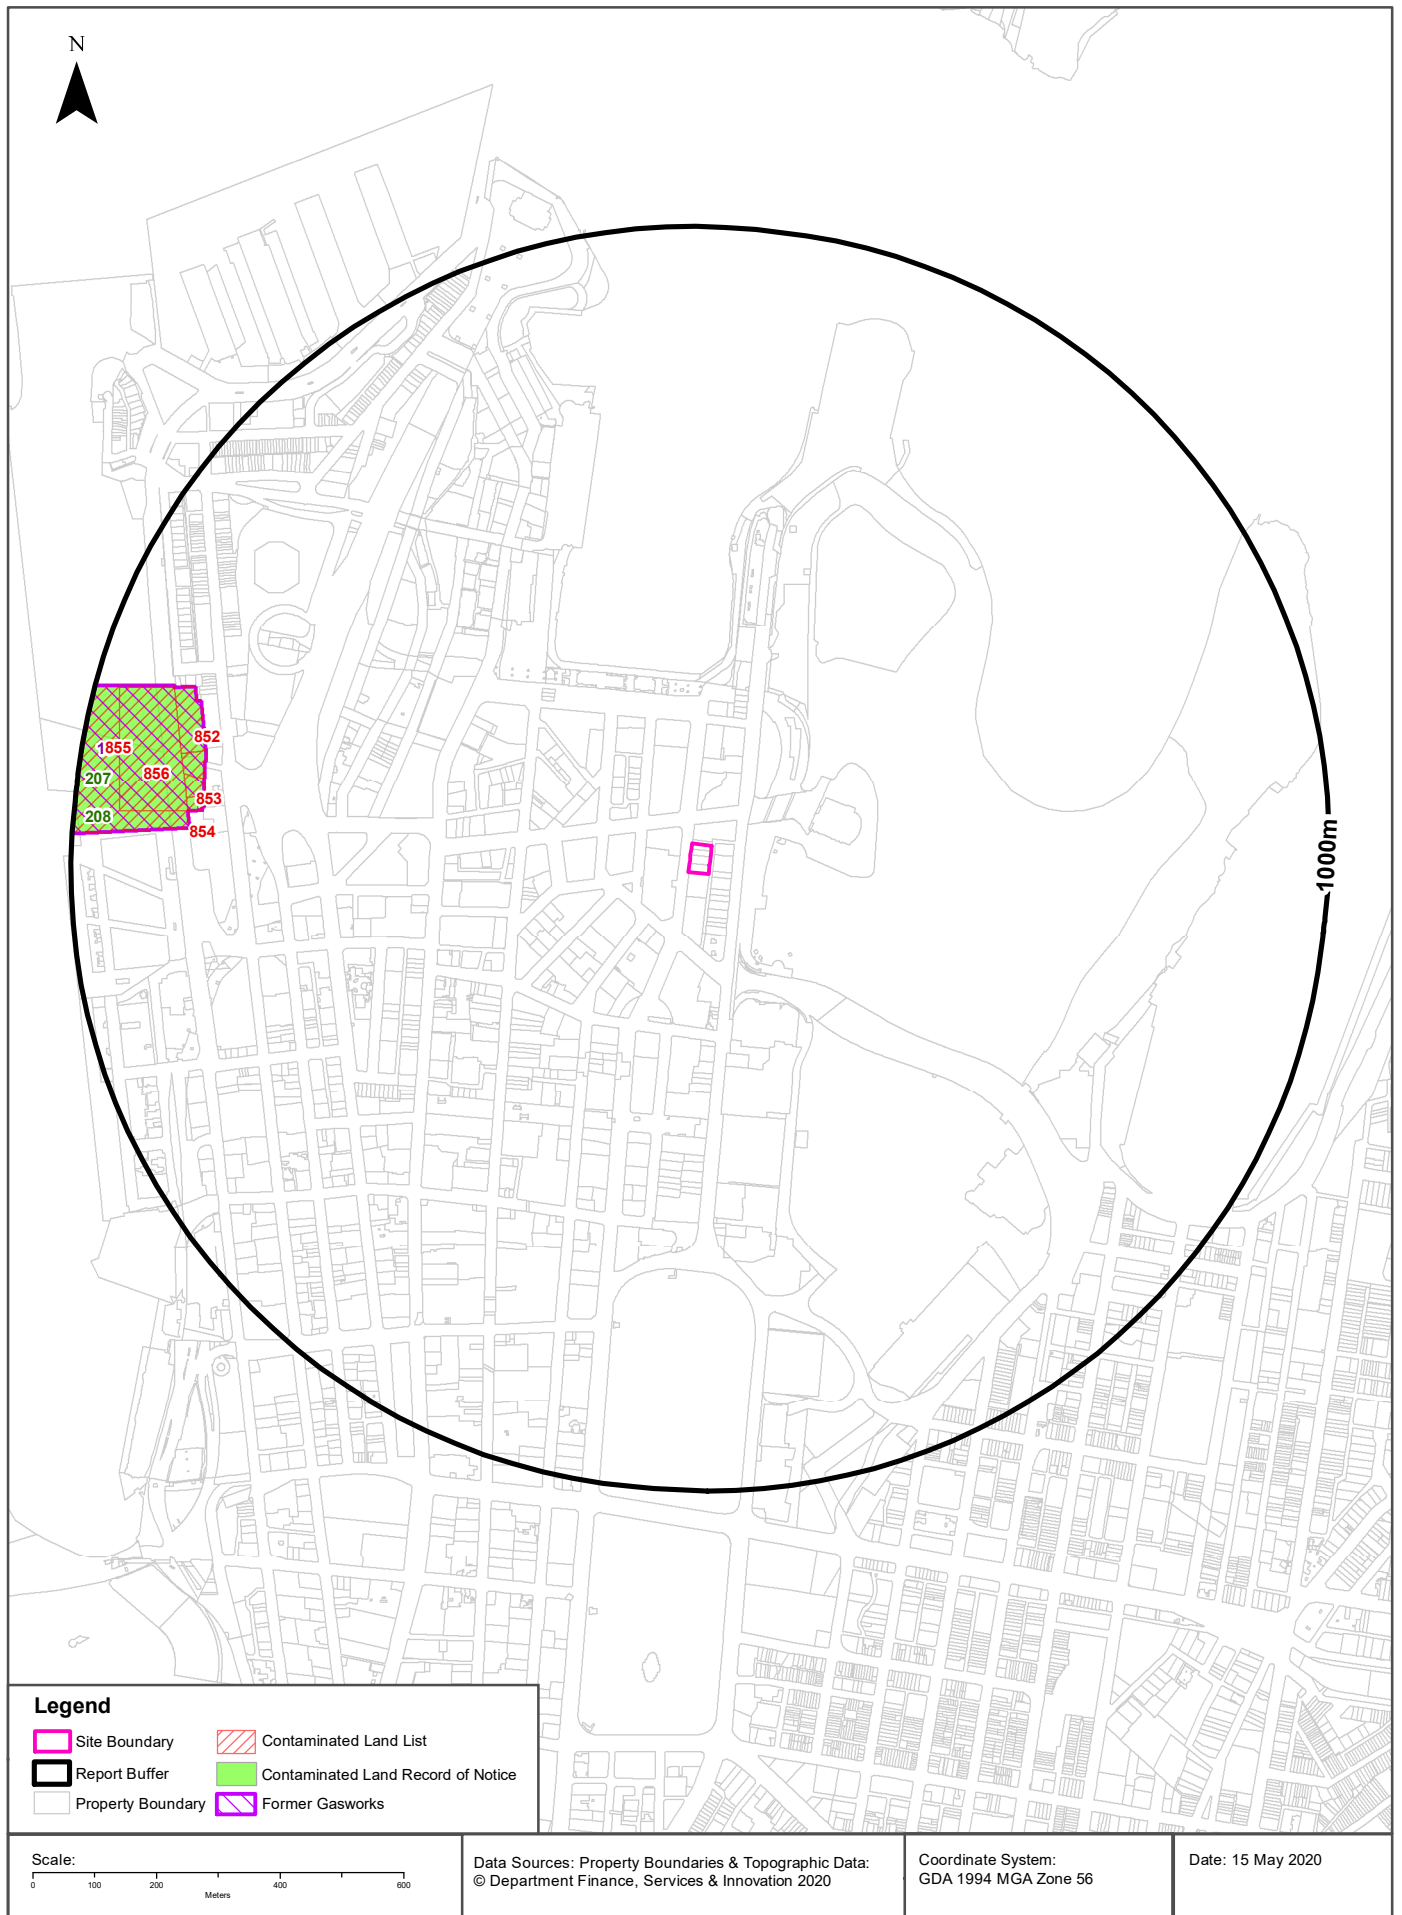 N
852
1855
856
207
853
208
854
1000m
Legend
Site Boundary
Contaminated Land List
Report Buffer
Contaminated Land Record of Notice
Property Boundary
Former Gasworks
Scale:
0 100 200 400 600
Meters
Data Sources: Property Boundaries & Topographic Data:
© Department Finance, Services & Innovation 2020
Coordinate System:
GDA 1994 MGA Zone 56
Date: 15 May 2020